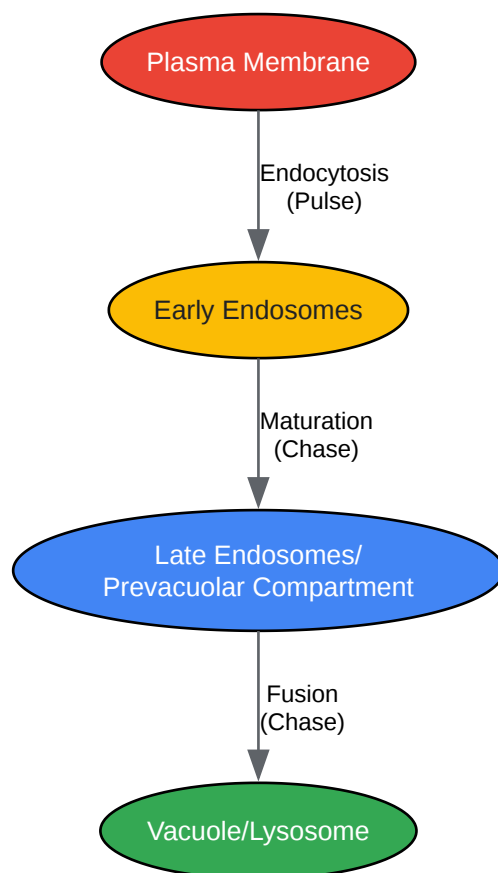 Plasma Membrane
Endocytosis
(Pulse)
Early Endosomes
Maturation
(Chase)
Late Endosomes/
Prevacuolar Compartment
Fusion
(Chase)
Vacuole/Lysosome